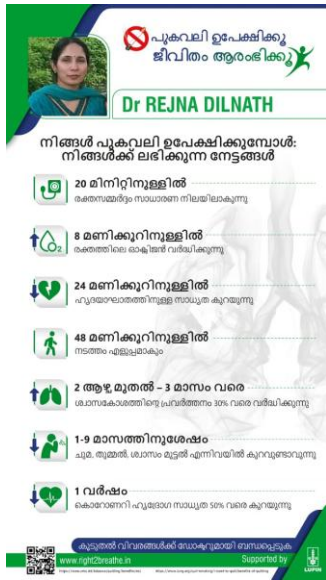 പുകവലി ഉപേക്ഷിക്കൂ
ജീവിതം ആരംഭിക്കൂ
Dr REJNA DILNATH
നിങ്ങൾ പുകവലി ഉപേക്ഷിക്കുമ്പോൾ:
നിങ്ങൾക്ക് ലഭിക്കുന്ന നേട്ടങ്ങൾ
20 മിനിറ്റിനുള്ളിൽ
രക്തസമ്മർദ്ദം സാധാരണ നിലയിലാകുന്നു
O2
8 മണിക്കൂറിനുള്ളിൽ
രക്തത്തിലെ ഓക്സിജൻ വർദ്ധിക്കുന്നു
24 മണിക്കൂറിനുള്ളിൽ
ഹൃദയാഘാതത്തിനുള്ള സാധ്യത കുറയുന്നു
48 മണിക്കൂറിനുള്ളിൽ
നടത്തം എളുപ്പമാകും
2 ആഴ്ച മുതൽ – 3 മാസം വരെ
ശ്വാസകോശത്തിന്റെ പ്രവർത്തനം 30% വരെ വർദ്ധിക്കുന്നു
1-9 മാസത്തിനുശേഷം
ചുമ, തുമ്മൽ, ശ്വാസം മുട്ടൽ എന്നിവയിൽ കുറവുണ്ടാവുന്നു
1 വർഷം
കൊറോണറി ഹൃദ്രോഗ സാധ്യത 50% വരെ കുറയുന്നു
കൂടുതൽ വിവരങ്ങൾക്ക് ഡോക്ടറുമായി ബന്ധപ്പെടുക
www.right2breathe.in
Supported by
LUPIN